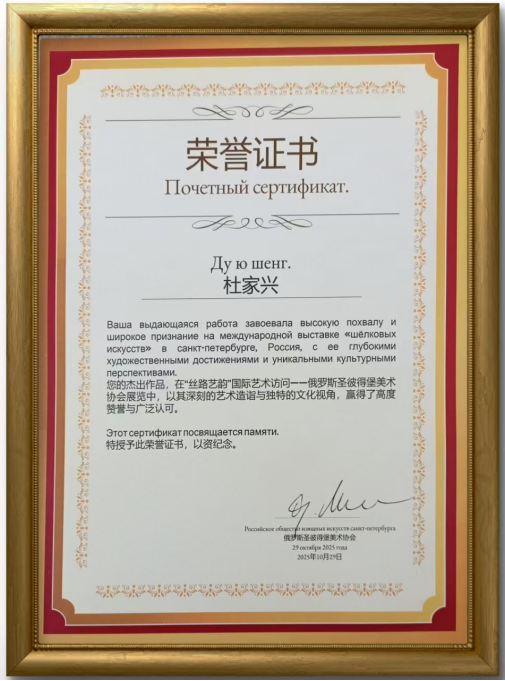 荣誉证书
Почетный сертификат.
Ду ю шенг.
杜家兴
Ваша выдающаяся работа завоевала высокую похвалу и
широкое признание на международной выставке «шёлковых
искусств» в санкт-петербурге, Россия, с ее глубокими
художественными достижениями и уникальными культурными
перспективами.
您的杰出作品，在“丝路艺韵”国际艺术访问——俄罗斯圣彼得堡美术
协会展览中，以其深刻的艺术造诣与独特的文化视角，赢得了高度
赞誉与广泛认可。
Этот сертификат посвящается памяти.
特授予此荣誉证书，以资纪念。
Российское общество изящных искусств санкт-петербурга
俄罗斯圣彼得堡美术协会
29 октября 2025 года
2025年10月29日